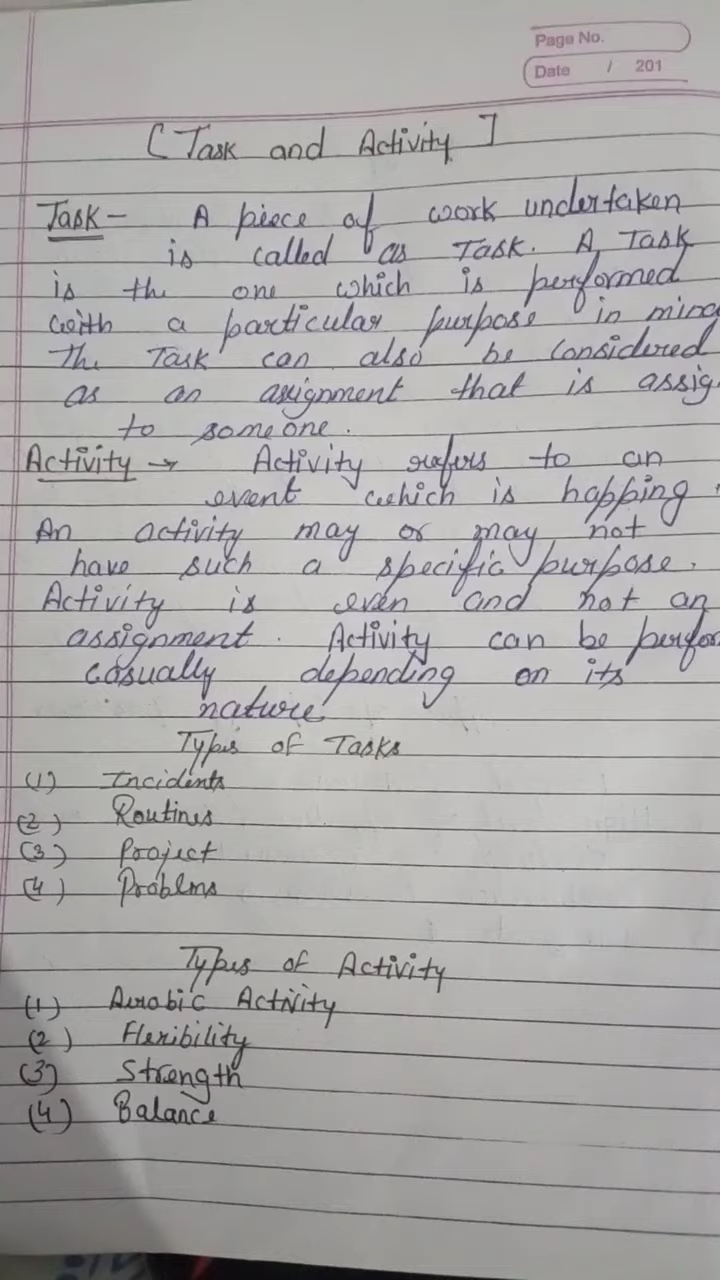 Page No.
Date / 201
[Task and Activity]
Task - A piece of work undertaken
is called as Task. A Task
is the one which is performed
with a particular purpose in mind
The Task can also be considered
as an assignment that is assig
to someone.
Activity → Activity refers to an
event which is happing
An activity may or may not
have such a specific purpose.
Activity is even and not an
assignment. Activity can be perfor
casually depending on its
nature
Types of Tasks
(1) Incidents
(2) Routines
(3) Project
(4) Problms
Types of Activity
(1) Aerobic Activity
(2) Flexibility
(3) Strength
(4) Balance